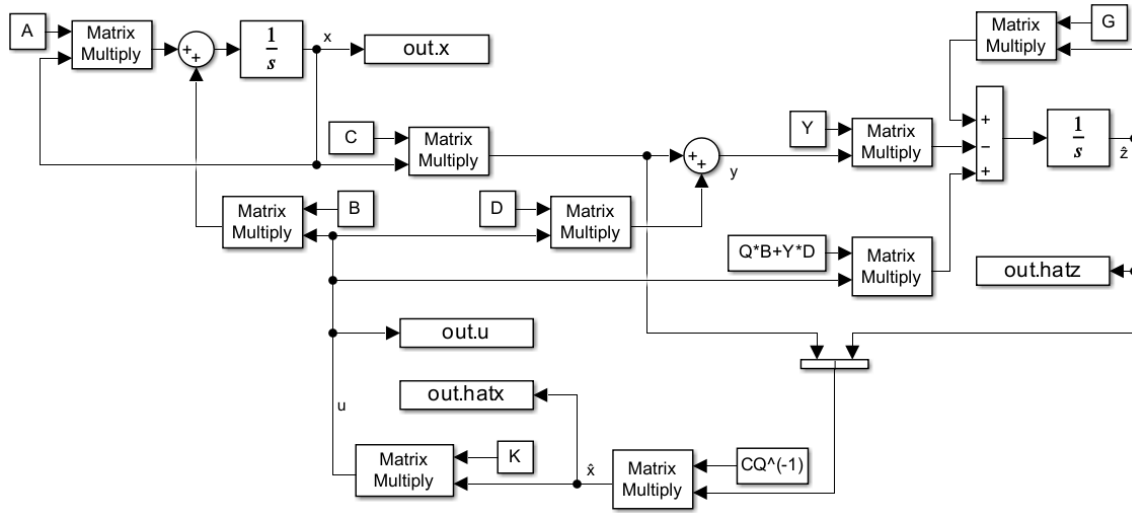 A
Matrix
Multiply
+
+
1
s
x
out.x
Matrix
Multiply
G
C
Matrix
Multiply
+
+
y
Y
Matrix
Multiply
+
−
+
1
s
ẑ
Matrix
Multiply
B
D
Matrix
Multiply
Q*B+Y*D
Matrix
Multiply
out.hatz
out.u
out.hatx
u
Matrix
Multiply
K
x̂
Matrix
Multiply
CQ^(-1)